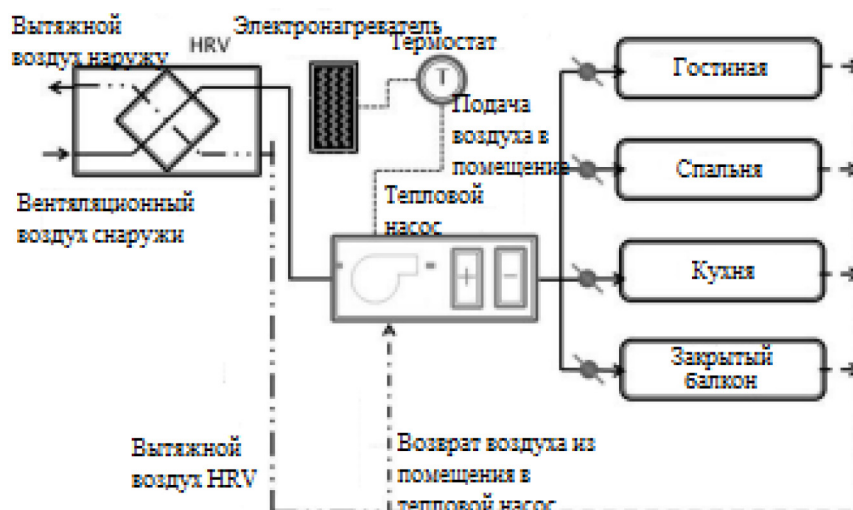 Вытяжной
воздух наружу
HRV
Электронагреватель
Термостат
T
Подача
воздуха в
помещение
Вентяляционный
воздух снаружи
Тепловой
насос
+
−
Гостиная
Спальня
Кухня
Закрытый
балкон
Вытяжной
воздух HRV
Возврат воздуха из
помещения в
тепловой насос